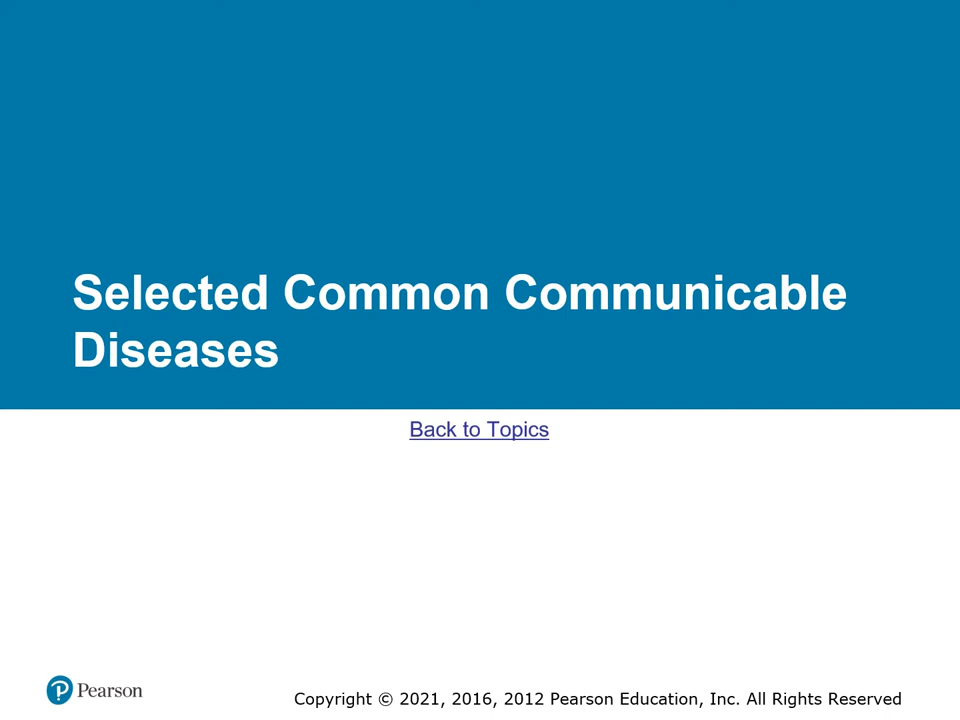 Selected Common Communicable
Diseases
Back to Topics
Pearson
Copyright © 2021, 2016, 2012 Pearson Education, Inc. All Rights Reserved